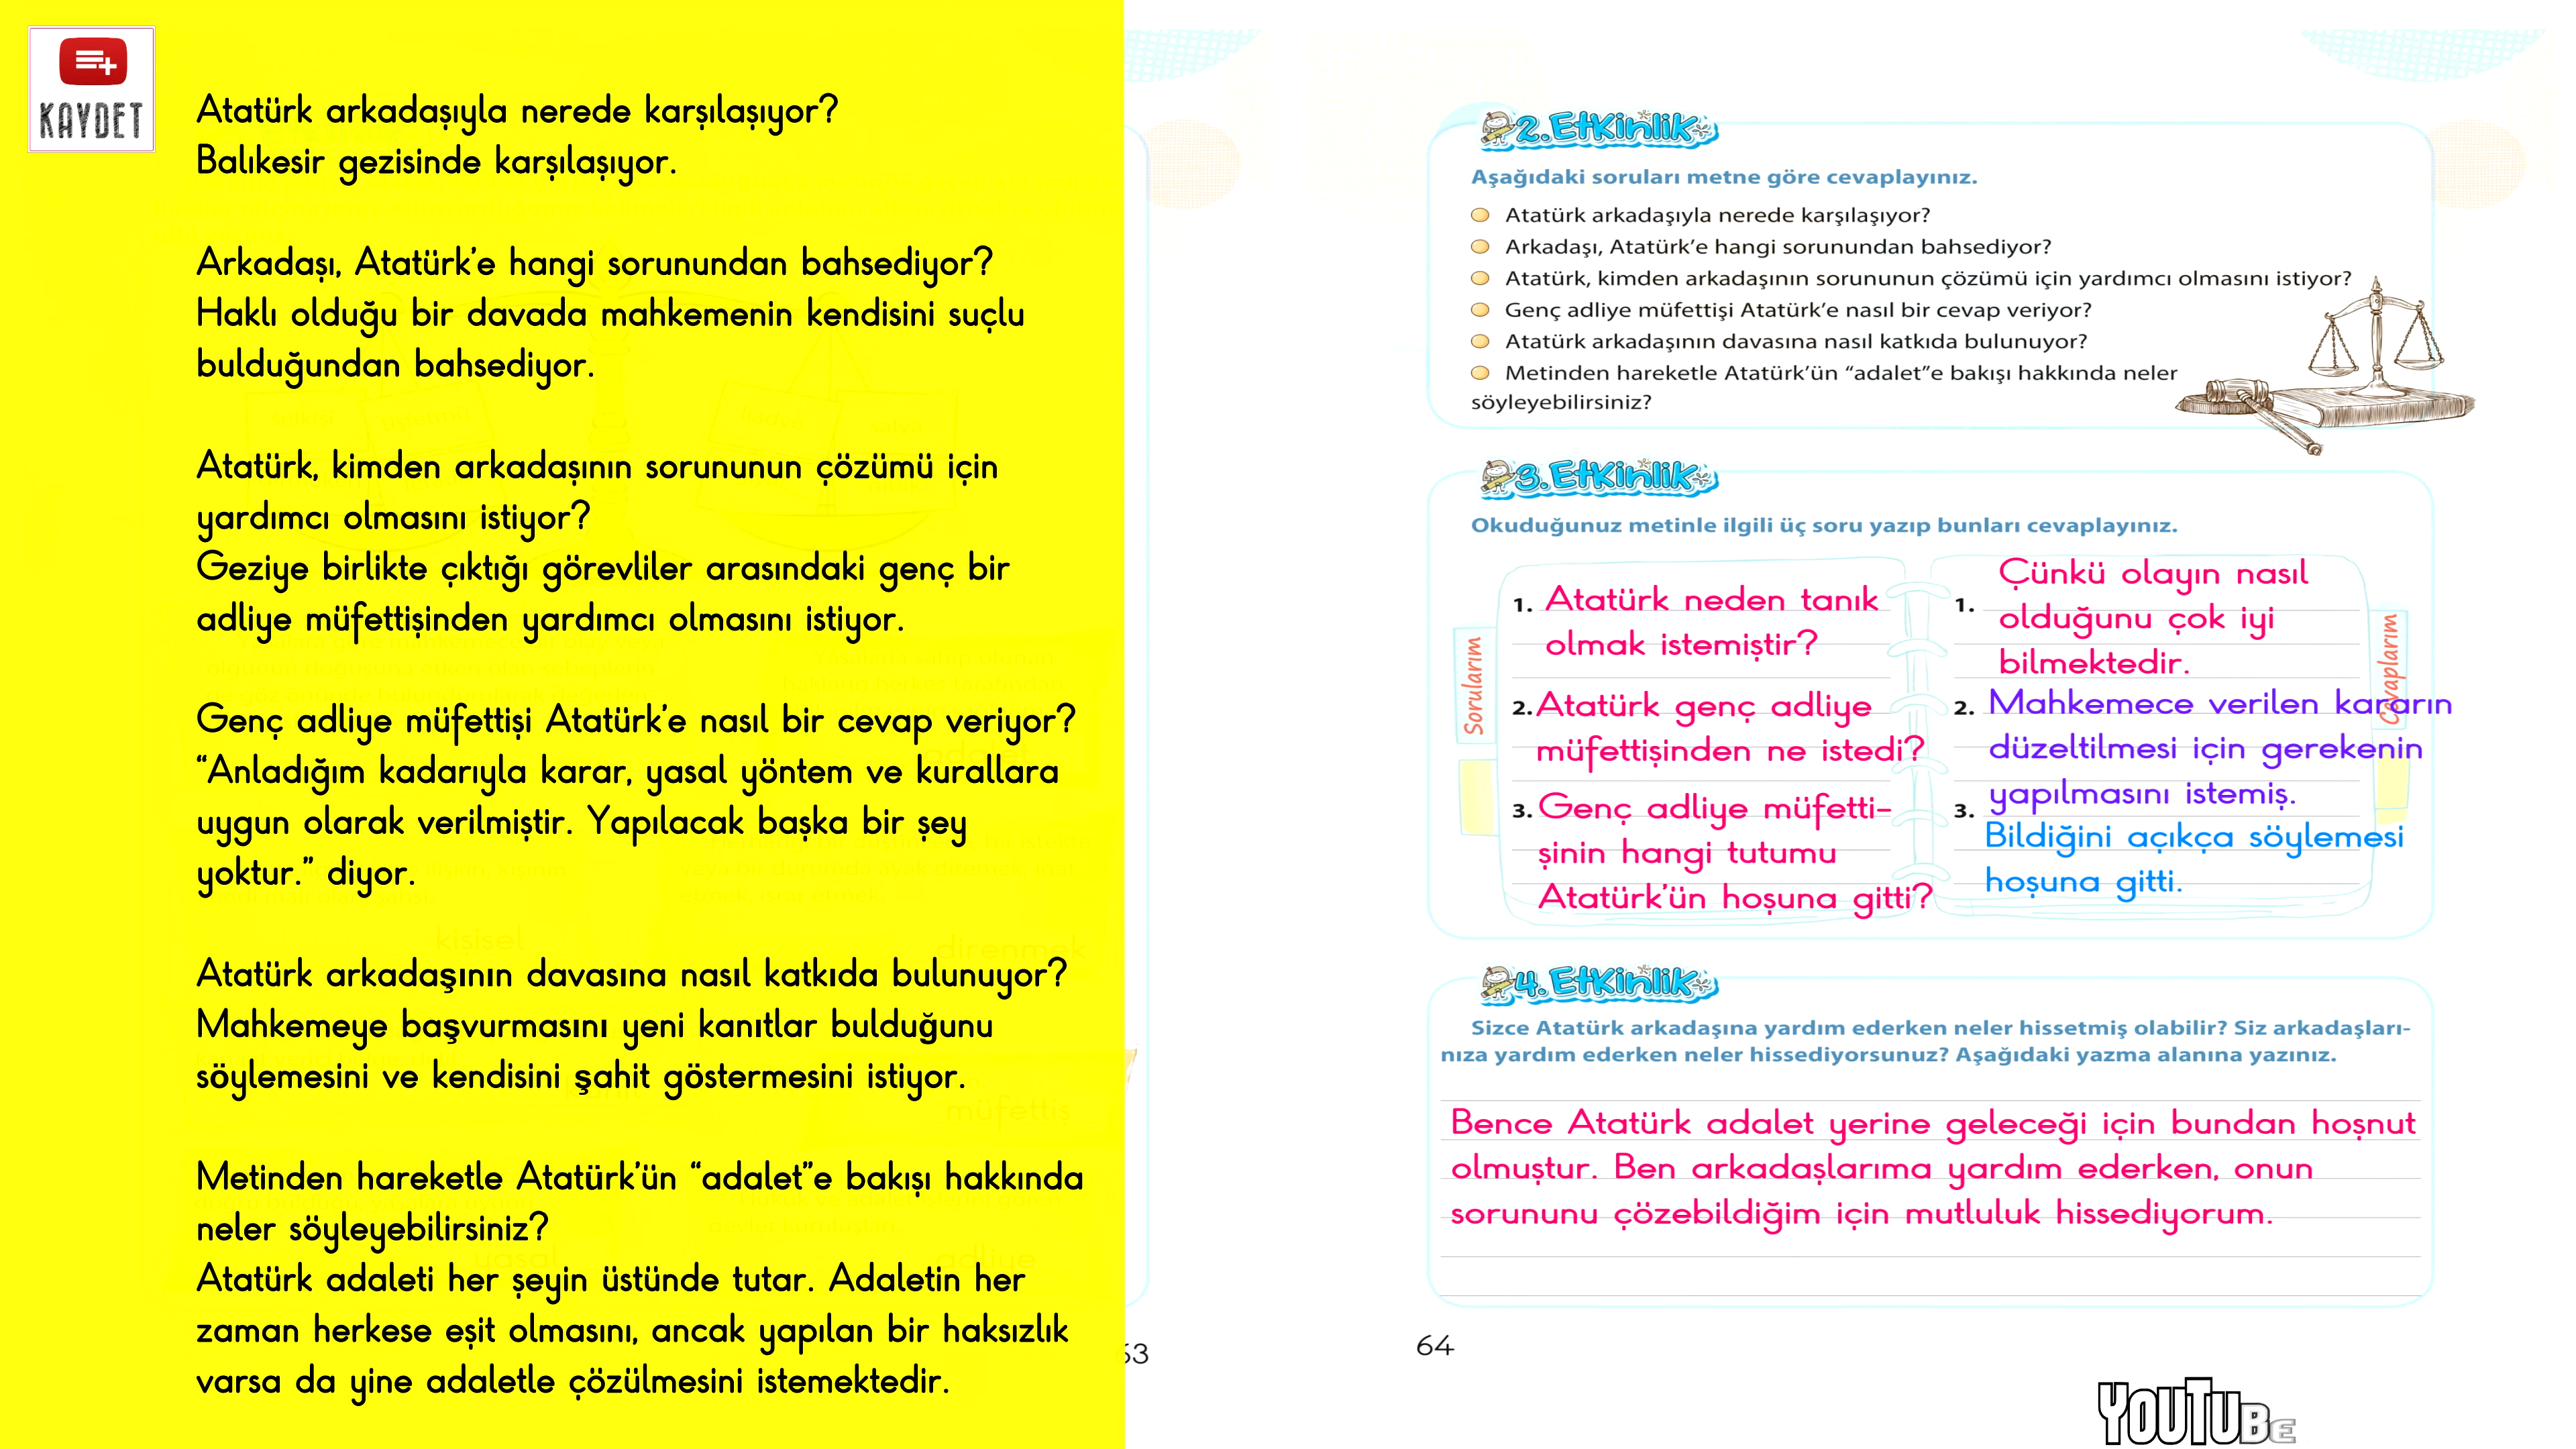 KAYDET
Atatürk arkadaşıyla nerede karşılaşıyor?
Balıkesir gezisinde karşılaşıyor.
Arkadaşı, Atatürk'e hangi sorunundan bahsediyor?
Haklı olduğu bir davada mahkemenin kendisini suçlu
bulduğundan bahsediyor.
Atatürk, kimden arkadaşının sorununun çözümü için
yardımcı olmasını istiyor?
Geziye birlikte çıktığı görevliler arasındaki genç bir
adliye müfettişinden yardımcı olmasını istiyor.
Genç adliye müfettişi Atatürk'e nasıl bir cevap veriyor?
“Anladığım kadarıyla karar, yasal yöntem ve kurallara
uygun olarak verilmiştir. Yapılacak başka bir şey
yoktur.” diyor.
Atatürk arkadaşının davasına nasıl katkıda bulunuyor?
Mahkemeye başvurmasını yeni kanıtlar bulduğunu
söylemesini ve kendisini şahit göstermesini istiyor.
Metinden hareketle Atatürk'ün “adalet”e bakışı hakkında
neler söyleyebilirsiniz?
Atatürk adaleti her şeyin üstünde tutar. Adaletin her
zaman herkese eşit olmasını, ancak yapılan bir haksızlık
varsa da yine adaletle çözülmesini istemektedir.
kişisel
direnmek
müfettiş
yasal
adliye
63
2. Etkinlik
Aşağıdaki soruları metne göre cevaplayınız.
Atatürk arkadaşıyla nerede karşılaşıyor?
Arkadaşı, Atatürk'e hangi sorunundan bahsediyor?
Atatürk, kimden arkadaşının sorununun çözümü için yardımcı olmasını istiyor?
Genç adliye müfettişi Atatürk'e nasıl bir cevap veriyor?
Atatürk arkadaşının davasına nasıl katkıda bulunuyor?
Metinden hareketle Atatürk'ün “adalet”e bakışı hakkında neler
söyleyebilirsiniz?
3. Etkinlik
Okuduğunuz metinle ilgili üç soru yazıp bunları cevaplayınız.
Sorularım
1. Atatürk neden tanık
olmak istemiştir?
2. Atatürk genç adliye
müfettişinden ne istedi?
3. Genç adliye müfetti-
şinin hangi tutumu
Atatürk'ün hoşuna gitti?
Cevaplarım
1. Çünkü olayın nasıl
olduğunu çok iyi
bilmektedir.
2. Mahkemece verilen kararın
düzeltilmesi için gerekenin
yapılmasını istemiş.
3. Bildiğini açıkça söylemesi
hoşuna gitti.
4. Etkinlik
Sizce Atatürk arkadaşına yardım ederken neler hissetmiş olabilir? Siz arkadaşları-
nıza yardım ederken neler hissediyorsunuz? Aşağıdaki yazma alanına yazınız.
Bence Atatürk adalet yerine geleceği için bundan hoşnut
olmuştur. Ben arkadaşlarıma yardım ederken, onun
sorununu çözebildiğim için mutluluk hissediyorum.
64
YOUTUBE